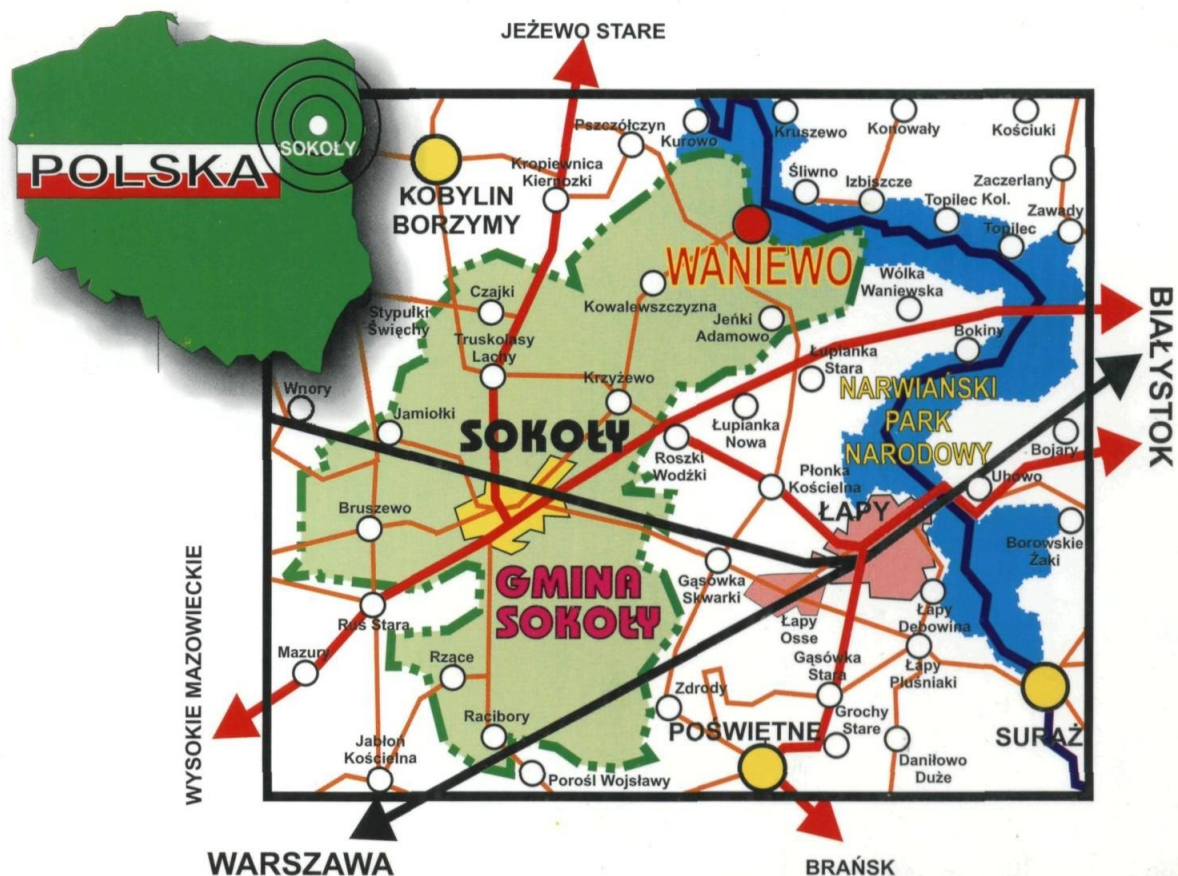 JEŻEWO STARE
POLSKA
SOKOŁY
KOBYLIN
BORZYMY
Pszczółczyn
Kurowo
Kruszewo
Konowały
Kościuki
Kropiewnica
Kiernozki
Śliwno
Izbiszcze
Zaczerlany
Topilec
Kol.
Topilec
Zawady
WANIEWO
Wólka
Waniewska
Czajki
Kowalewszczyzna
Stypułki
Święchy
Jeńki
Adamowo
Truskolasy
Lachy
Bokiny
BIAŁYSTOK
Łupianka
Stara
Krzyżewo
Wnory
Jamiołki
SOKOŁY
Łupianka
Nowa
NARWIAŃSKI
PARK
NARODOWY
Roszki
Wodźki
Bojary
Płonka
Kościelna
Uhowo
Bruszewo
ŁAPY
Borowskie
Żaki
Gąsówka
Skwarki
GMINA
SOKOŁY
Ruś Stara
Łapy
Osse
Łapy
Dębowina
WYSOKIE MAZOWIECKIE
Mazury
Rzące
Gąsówka
Stara
Łapy
Pluśniaki
Zdrody
Racibory
POŚWIĘTNE
Grochy
Stare
SURAŻ
Jabłoń
Kościelna
Porośl Wojsławy
Daniłowo
Duże
WARSZAWA
BRAŃSK